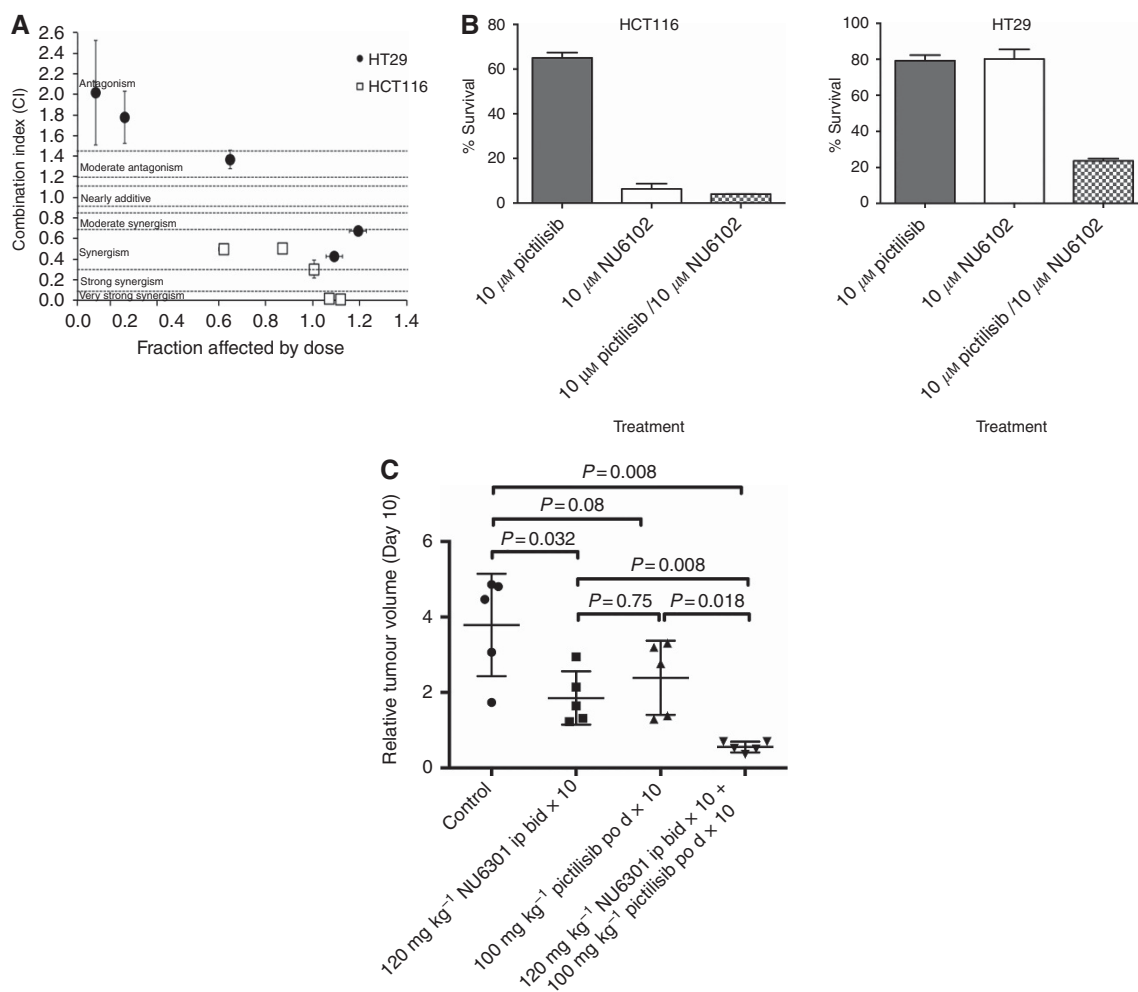 A
Combination index (CI)
2.6
2.4
2.2
2.0
1.8
1.6
1.4
1.2
1.0
0.8
0.6
0.4
0.2
0.0
Antagonism
Moderate antagonism
Nearly additive
Moderate synergism
Synergism
Strong synergism
Very strong synergism
HT29
HCT116
0.0 0.2 0.4 0.6 0.8 1.0 1.2 1.4
Fraction affected by dose
B
HCT116
% Survival
80
60
40
20
0
10 μM pictilisib
10 μM NU6102
10 μM pictilisib /10 μM NU6102
Treatment
HT29
% Survival
100
80
60
40
20
0
10 μM pictilisib
10 μM NU6102
10 μM pictilisib /10 μM NU6102
Treatment
C
P=0.008
P=0.08
P=0.032
P=0.008
P=0.75
P=0.018
Relative tumour volume (Day 10)
6
4
2
0
Control
120 mg kg⁻¹ NU6301 ip bid × 10
100 mg kg⁻¹ pictilisib po d × 10
120 mg kg⁻¹ NU6301 ip bid × 10 +
100 mg kg⁻¹ pictilisib po d × 10